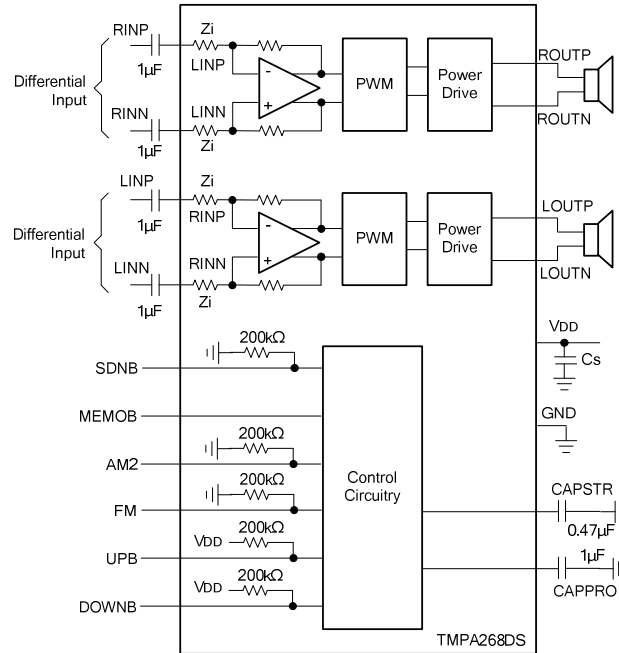 RINP
Zi
1µF
LINP
Differential
Input
RINN
LINN
1µF
Zi
-
+
PWM
Power
Drive
ROUTP
ROUTN
LINP
Zi
1µF
RINP
Differential
Input
LINN
RINN
1µF
Zi
-
+
PWM
Power
Drive
LOUTP
LOUTN
VDD
Cs
GND
200kΩ
SDNB
MEMOB
200kΩ
AM2
200kΩ
FM
200kΩ
VDD
UPB
200kΩ
VDD
DOWNB
Control
Circuitry
CAPSTR
0.47µF
1µF
CAPPRO
TMPA268DS